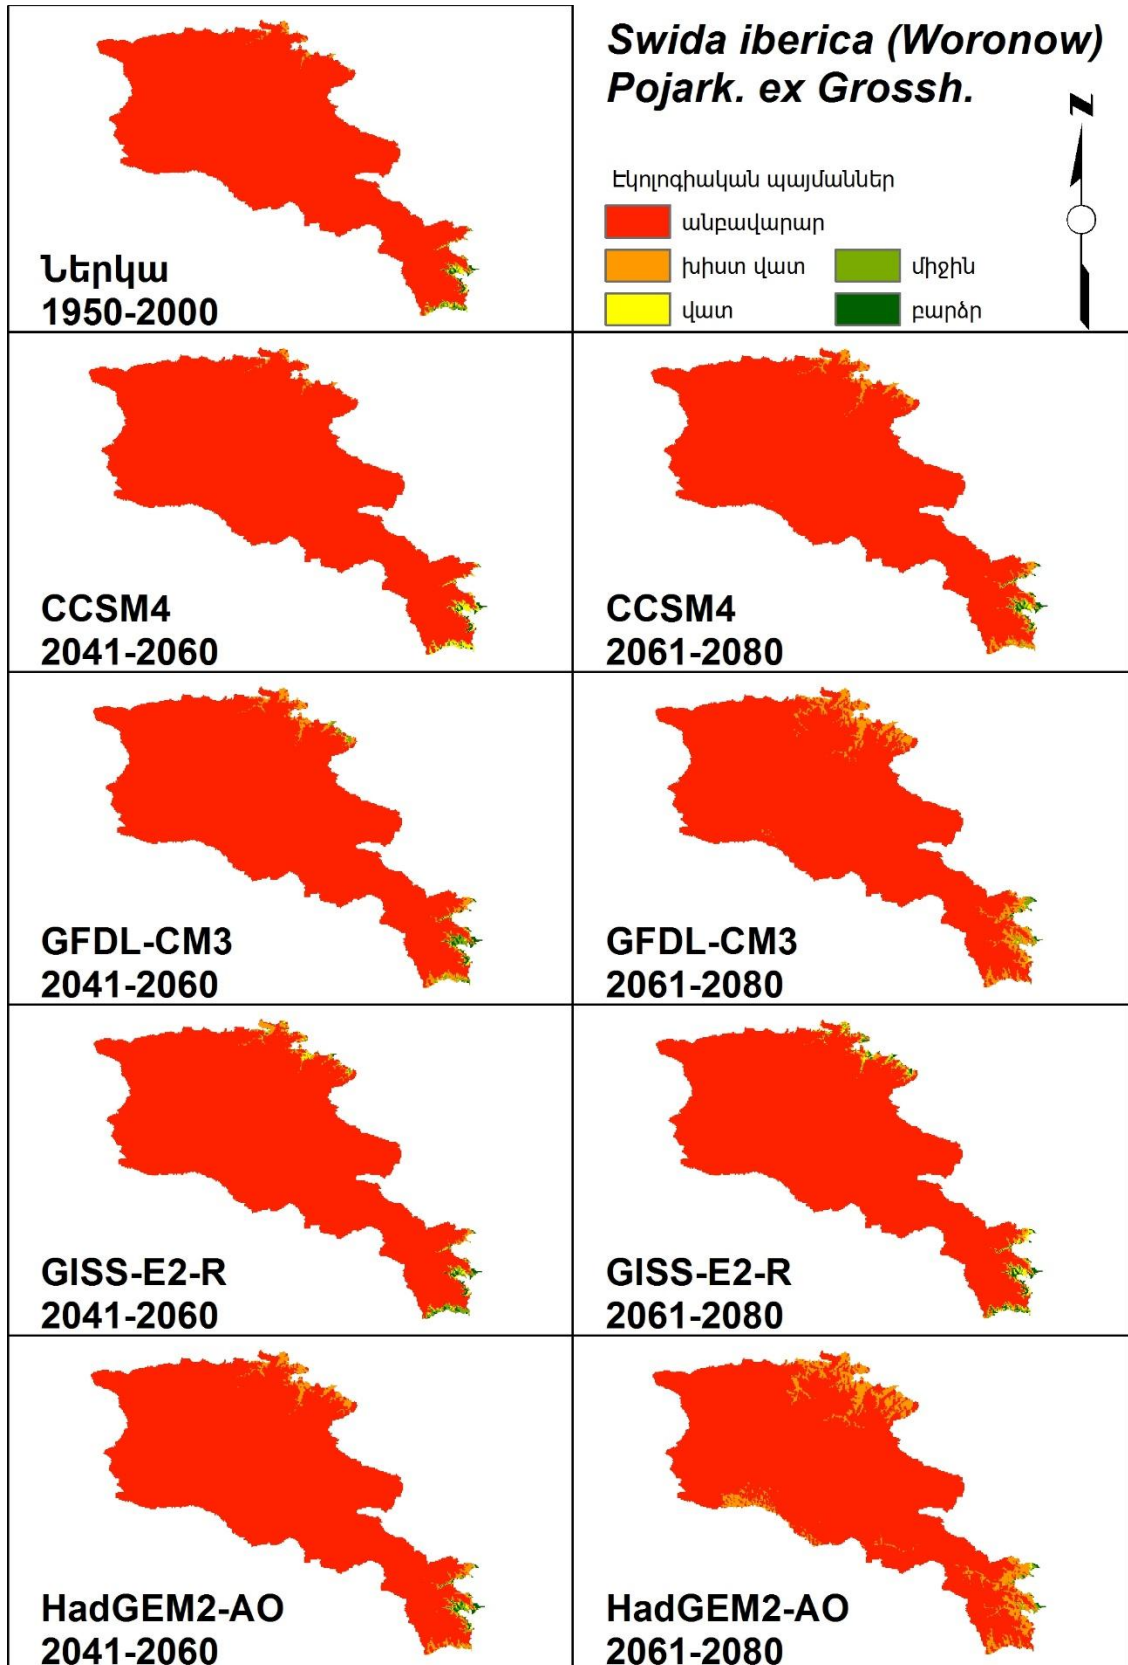 Swida iberica (Woronow)
Pojark. ex Grossh.
N
Էկոլոգիական պայմաններ
անբավարար
խիստ վատ
միջին
վատ
բարձր
Ներկա
1950-2000
CCSM4
2041-2060
CCSM4
2061-2080
GFDL-CM3
2041-2060
GFDL-CM3
2061-2080
GISS-E2-R
2041-2060
GISS-E2-R
2061-2080
HadGEM2-AO
2041-2060
HadGEM2-AO
2061-2080